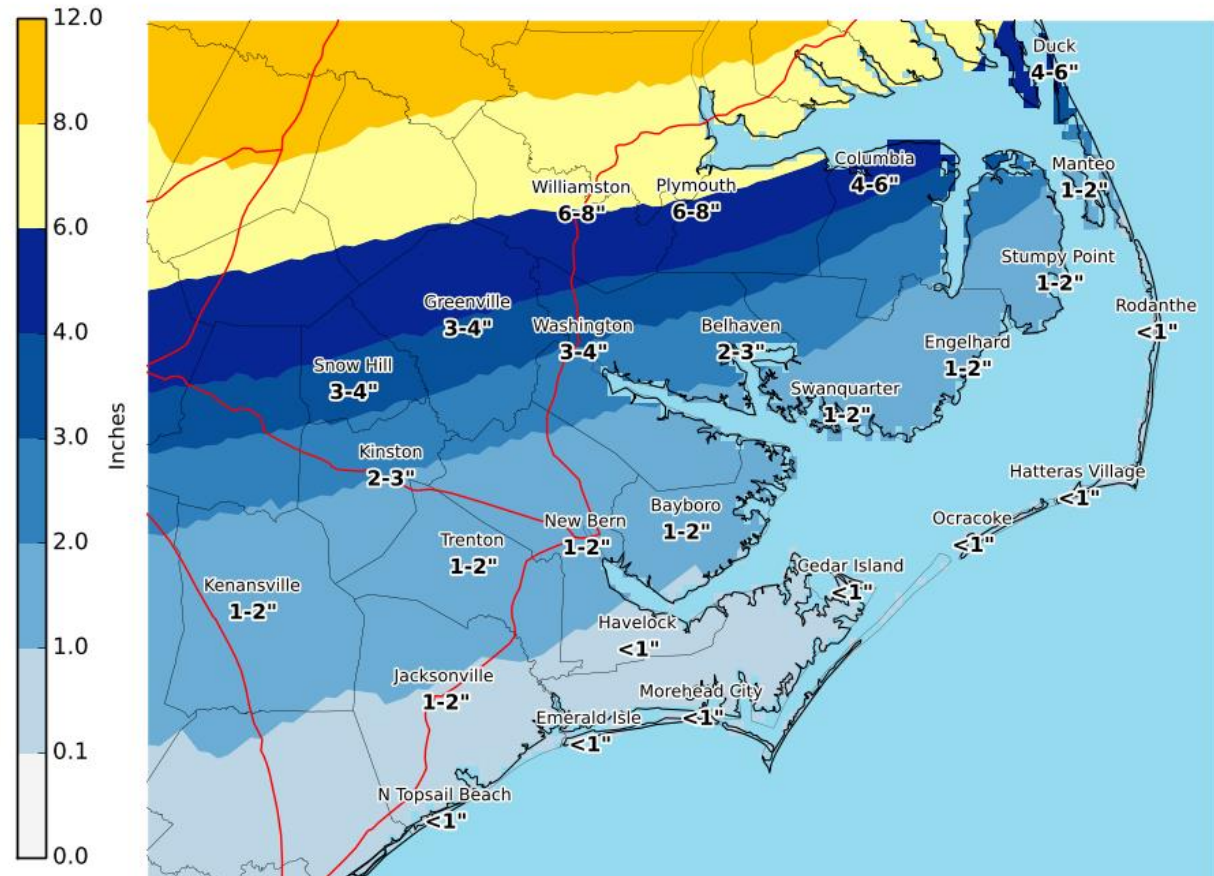 12.0
8.0
6.0
4.0
3.0
2.0
1.0
0.1
0.0
Inches
Duck
4-6"
Columbia
4-6"
Manteo
1-2"
Williamston
6-8"
Plymouth
6-8"
Stumpy Point
1-2"
Greenville
3-4"
Rodanthe
<1"
Washington
3-4"
Belhaven
2-3"
Engelhard
1-2"
Snow Hill
3-4"
Swanquarter
1-2"
Kinston
2-3"
Hatteras Village
<1"
Bayboro
1-2"
Ocracoke
<1"
New Bern
1-2"
Trenton
1-2"
Cedar Island
<1"
Kenansville
1-2"
Havelock
<1"
Jacksonville
1-2"
Morehead City
<1"
Emerald Isle
<1"
N Topsail Beach
<1"